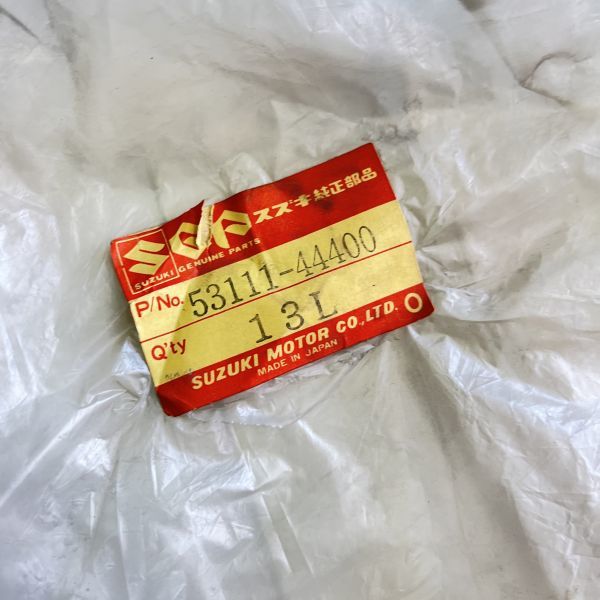 スズキ純正部品
SUZUKI GENUINE PARTS
P/No. 53111-44400
Q'ty 13L
SUZUKI MOTOR CO.,LTD.
MADE IN JAPAN